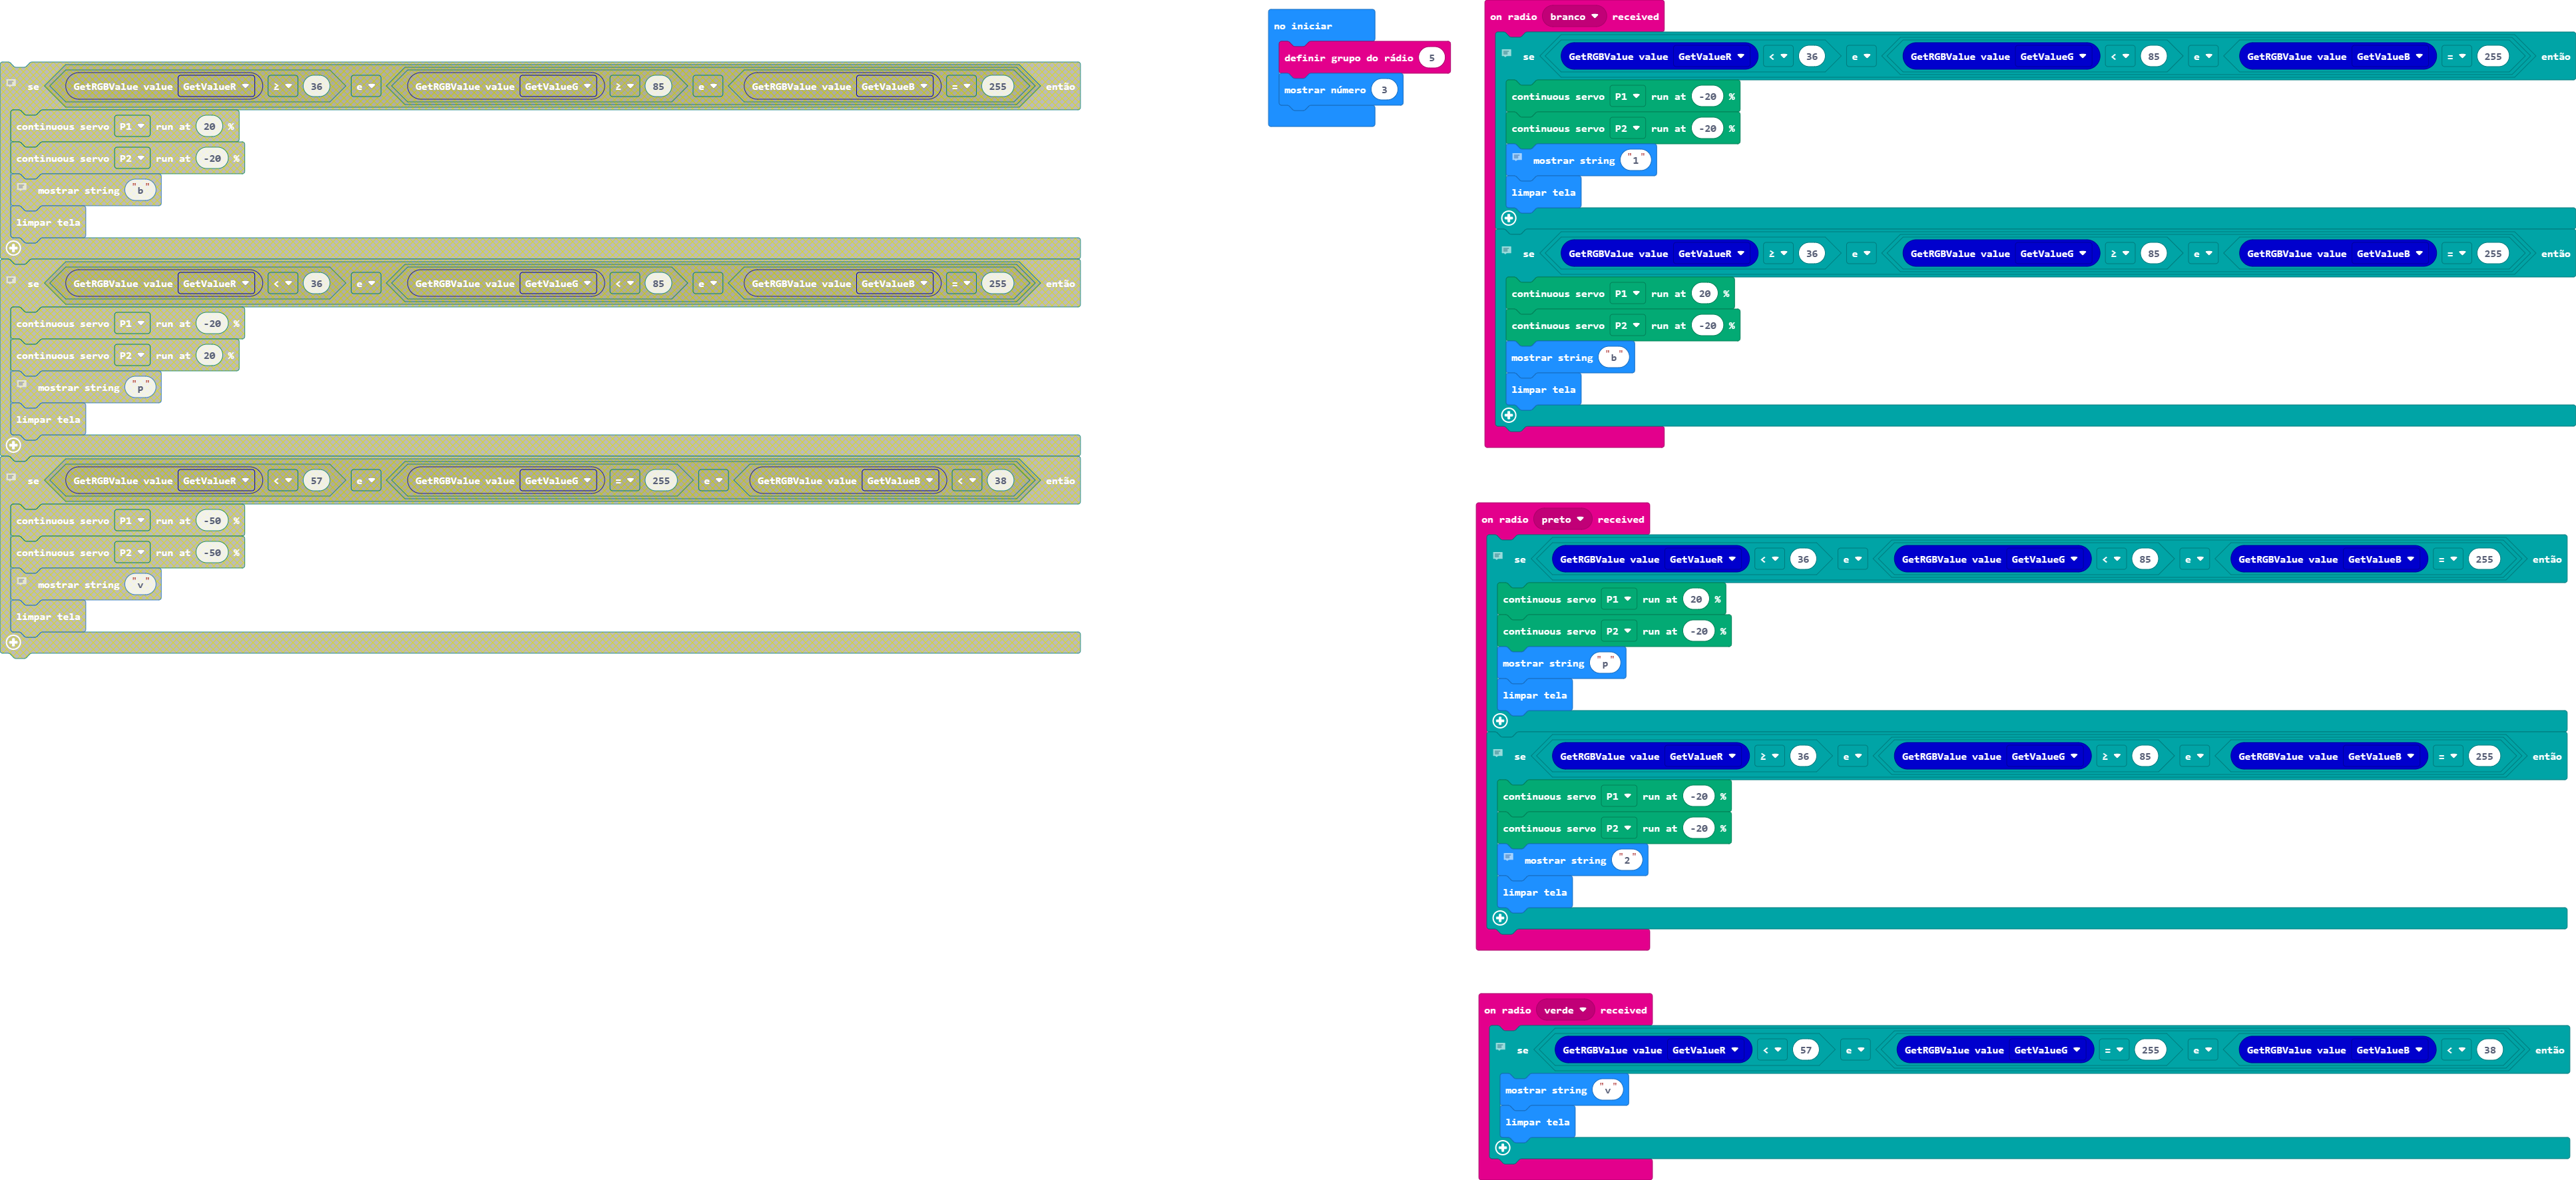 se GetRGBValue value GetValueR ≥ 36 e GetRGBValue value GetValueG ≥ 85 e GetRGBValue value GetValueB = 255 então
continuous servo P1 run at 20 %
continuous servo P2 run at -20 %
mostrar string "b"
limpar tela
se GetRGBValue value GetValueR < 36 e GetRGBValue value GetValueG < 85 e GetRGBValue value GetValueB = 255 então
continuous servo P1 run at -20 %
continuous servo P2 run at 20 %
mostrar string "p"
limpar tela
se GetRGBValue value GetValueR < 57 e GetRGBValue value GetValueG = 255 e GetRGBValue value GetValueB < 38 então
continuous servo P1 run at -50 %
continuous servo P2 run at -50 %
mostrar string "v"
limpar tela
no iniciar
definir grupo do rádio 5
mostrar número 3
on radio branco received
se GetRGBValue value GetValueR < 36 e GetRGBValue value GetValueG < 85 e GetRGBValue value GetValueB = 255 então
continuous servo P1 run at -20 %
continuous servo P2 run at -20 %
mostrar string "1"
limpar tela
se GetRGBValue value GetValueR ≥ 36 e GetRGBValue value GetValueG ≥ 85 e GetRGBValue value GetValueB = 255 então
continuous servo P1 run at 20 %
continuous servo P2 run at -20 %
mostrar string "b"
limpar tela
on radio preto received
se GetRGBValue value GetValueR < 36 e GetRGBValue value GetValueG < 85 e GetRGBValue value GetValueB = 255 então
continuous servo P1 run at 20 %
continuous servo P2 run at -20 %
mostrar string "p"
limpar tela
se GetRGBValue value GetValueR ≥ 36 e GetRGBValue value GetValueG ≥ 85 e GetRGBValue value GetValueB = 255 então
continuous servo P1 run at -20 %
continuous servo P2 run at -20 %
mostrar string "2"
limpar tela
on radio verde received
se GetRGBValue value GetValueR < 57 e GetRGBValue value GetValueG = 255 e GetRGBValue value GetValueB < 38 então
mostrar string "v"
limpar tela